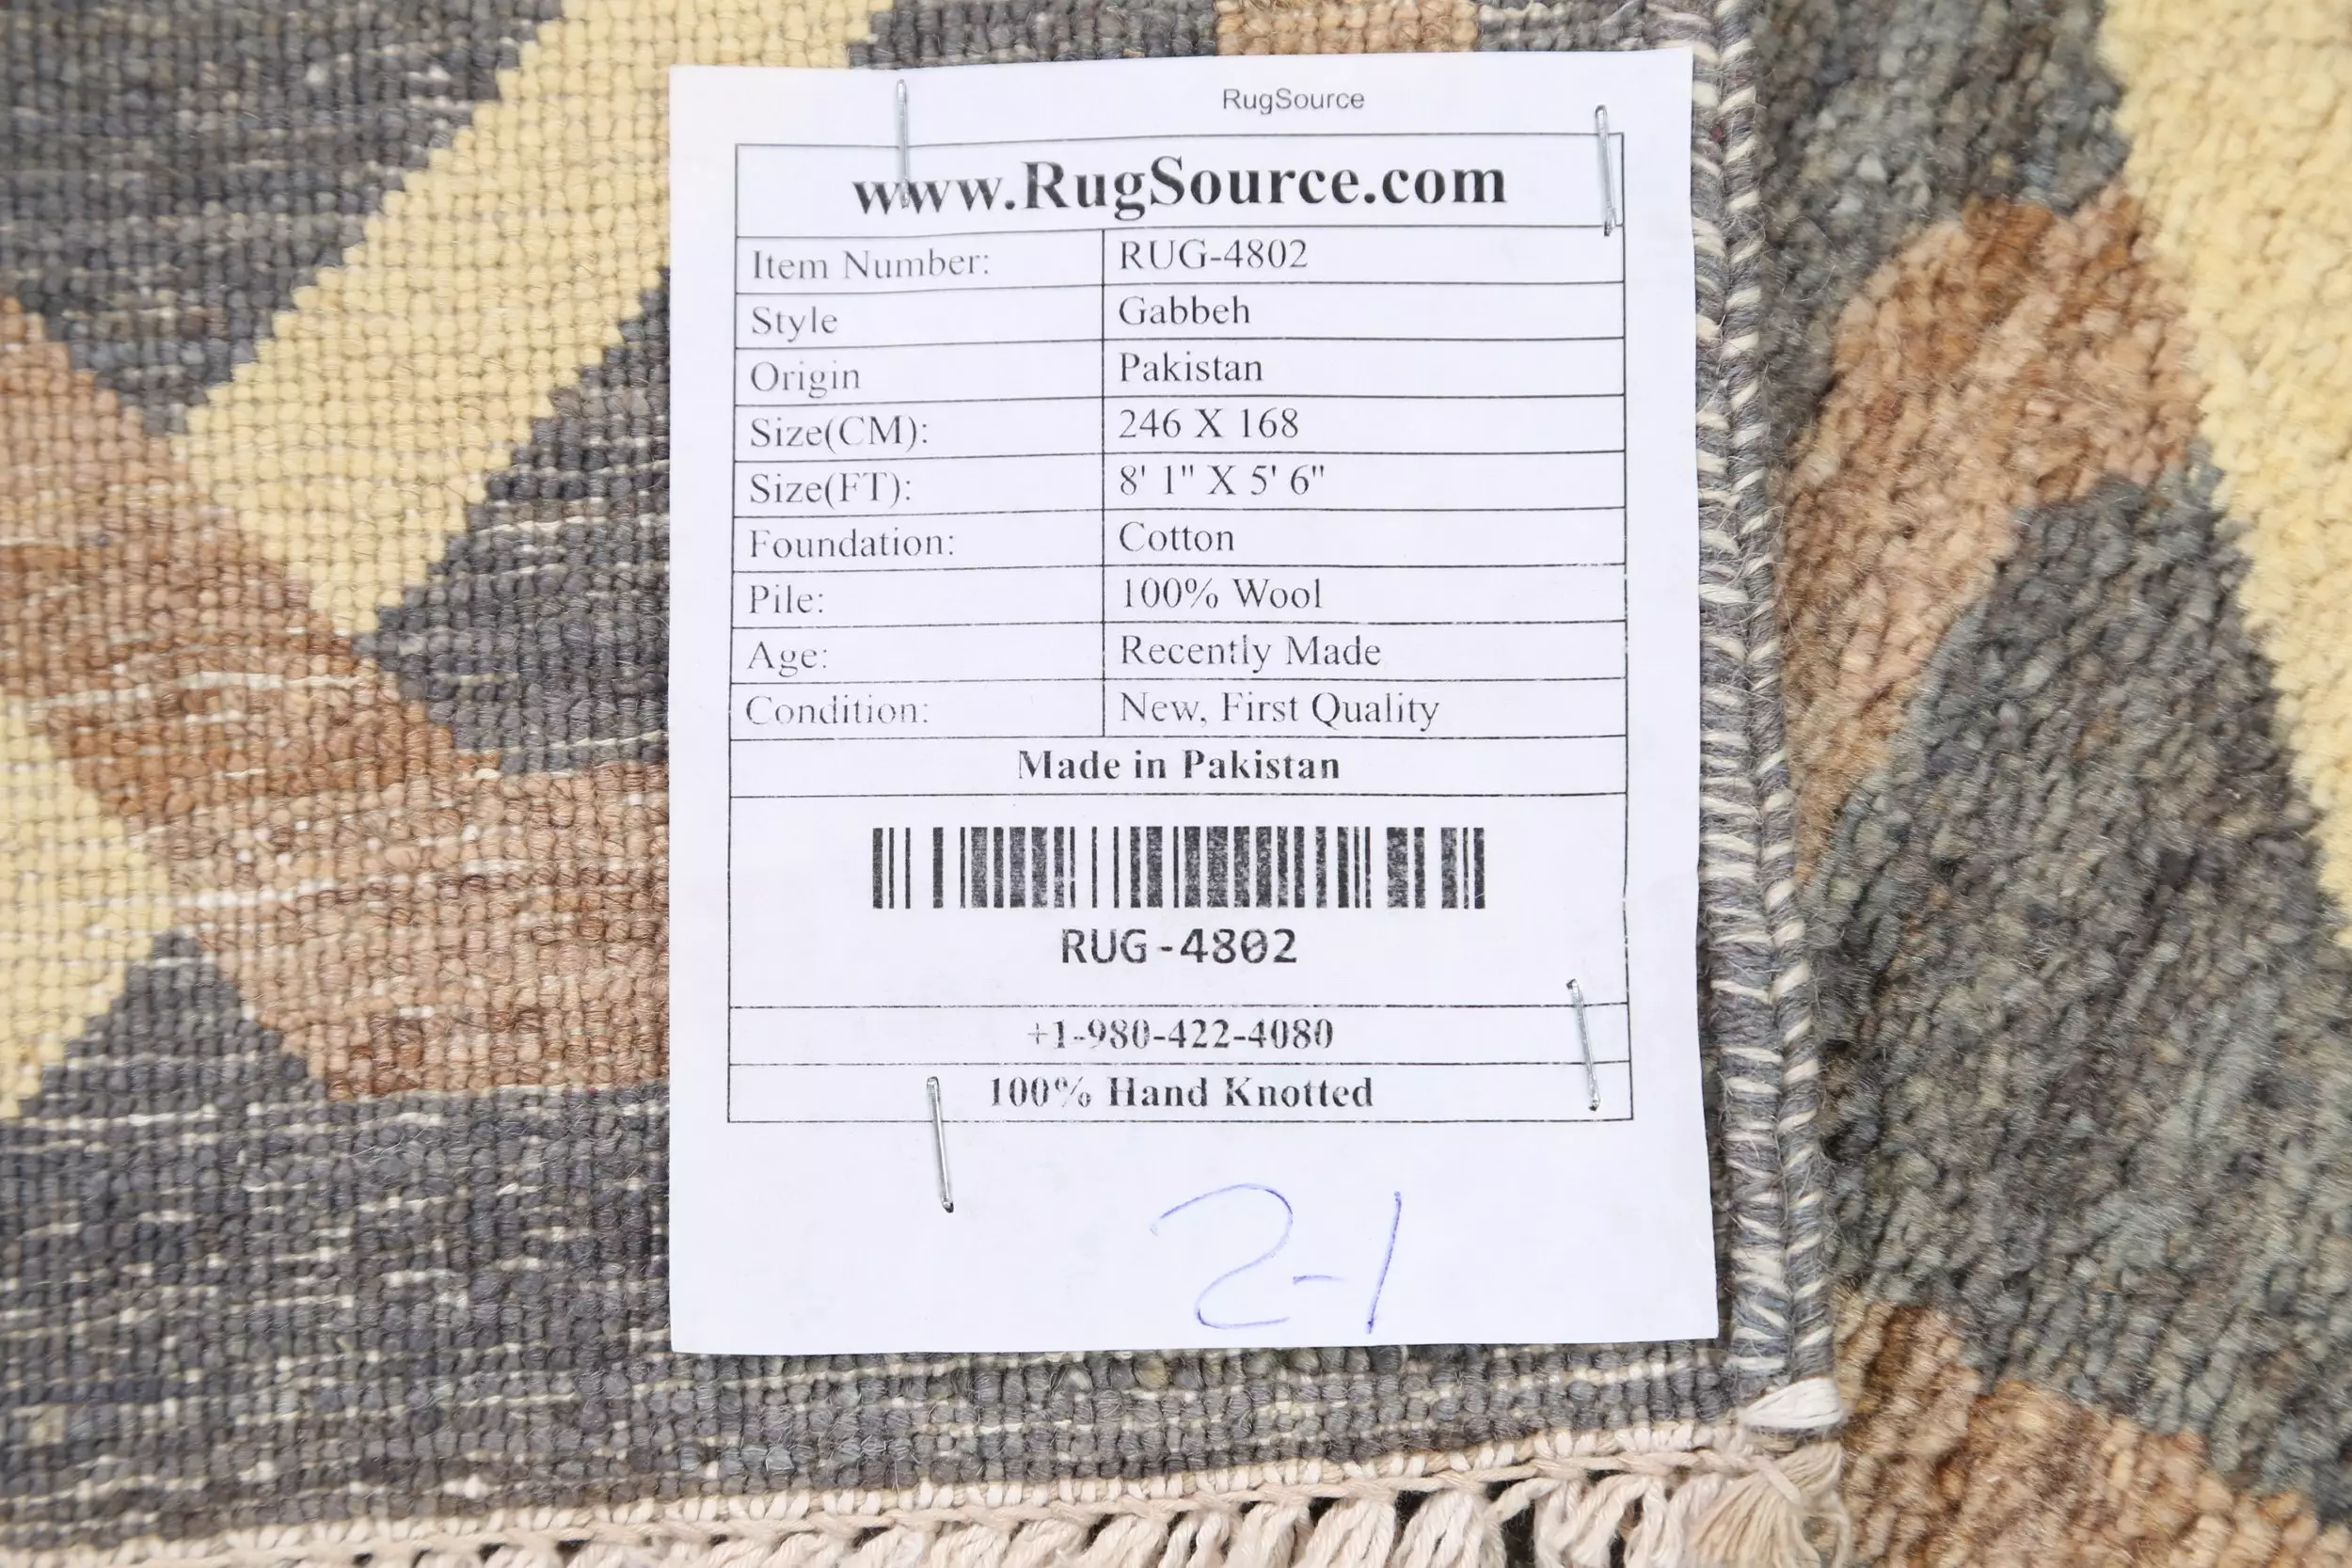 RugSource
www.RugSource.com
Item Number: RUG-4802
Style Gabbeh
Origin Pakistan
Size(CM): 246 X 168
Size(FT): 8' 1" X 5' 6"
Foundation: Cotton
Pile: 100% Wool
Age: Recently Made
Condition: New, First Quality
Made in Pakistan
RUG-4802
+1-980-422-4080
100% Hand Knotted
2-1